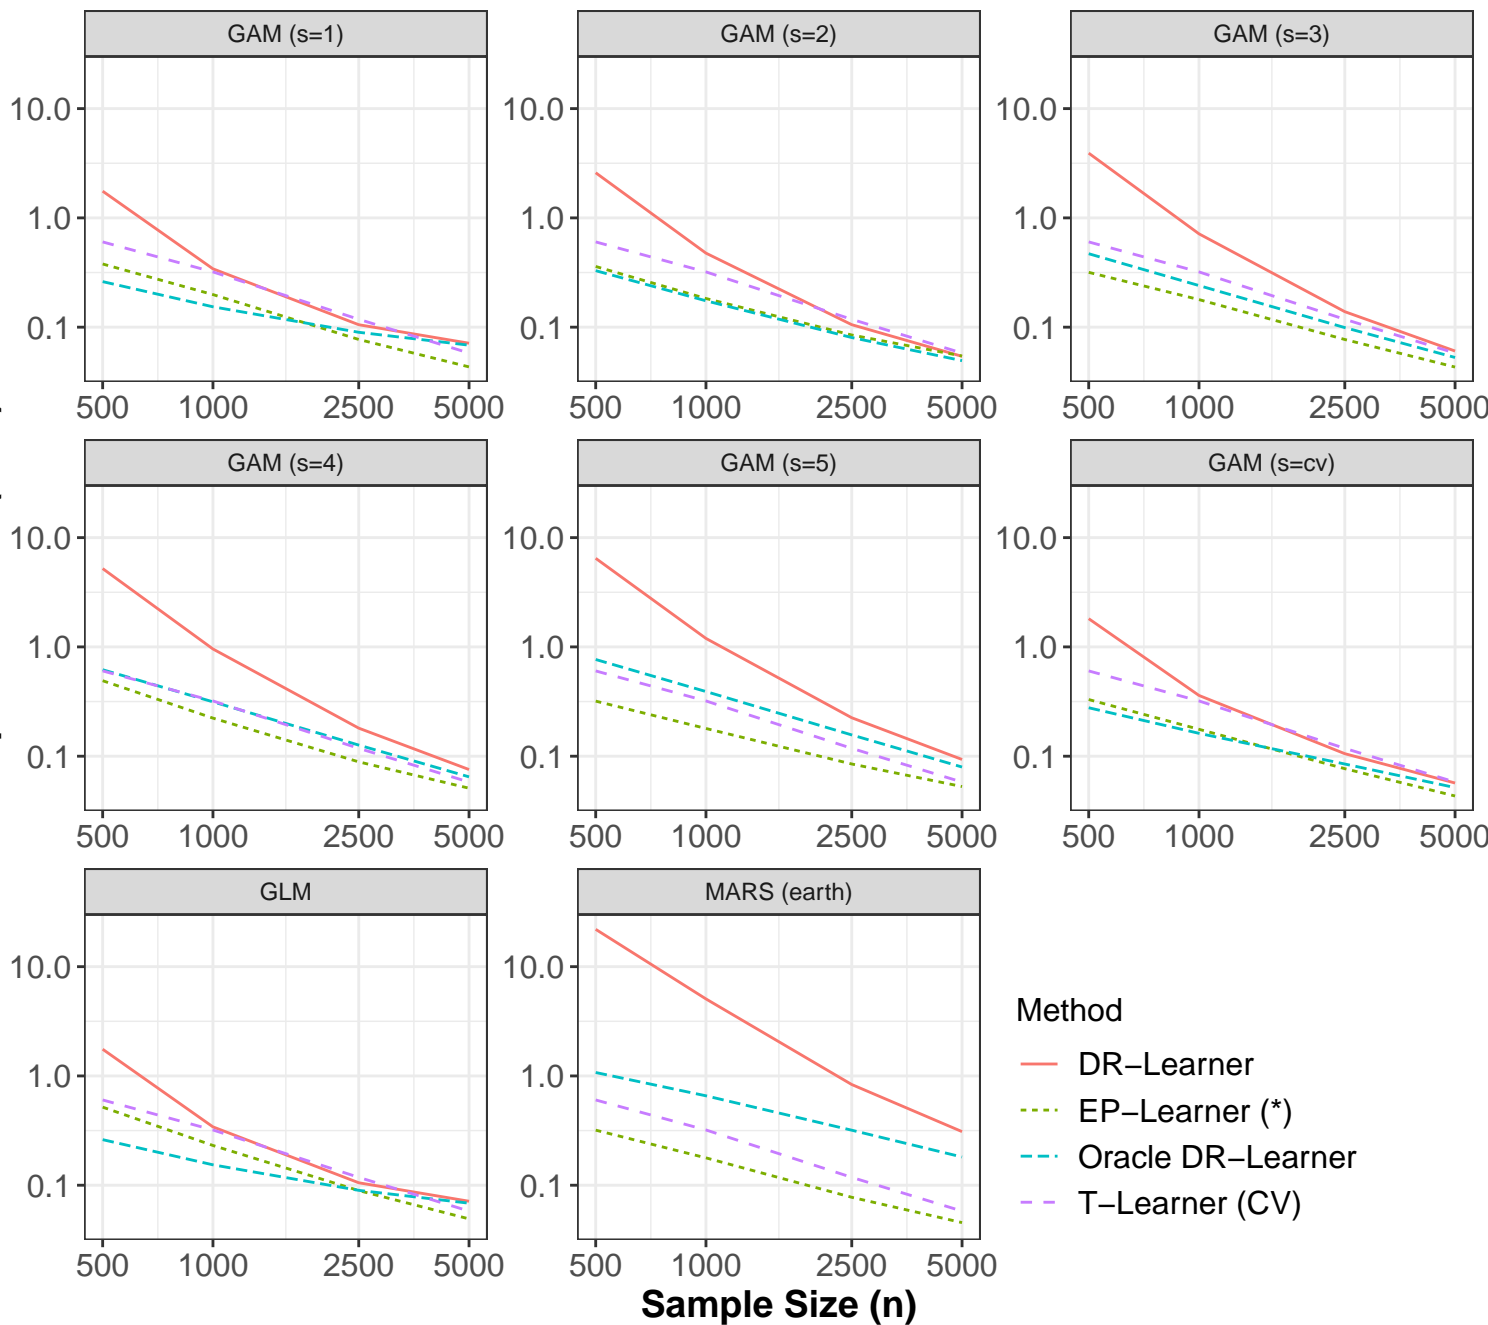 GAM (s=1)
GAM (s=2)
GAM (s=3)
10.0
1.0
0.1
10.0
1.0
0.1
10.0
1.0
0.1
500 1000 2500 5000
500 1000 2500 5000
500 1000 2500 5000
GAM (s=4)
GAM (s=5)
GAM (s=cv)
10.0
1.0
0.1
10.0
1.0
0.1
10.0
1.0
0.1
500 1000 2500 5000
500 1000 2500 5000
500 1000 2500 5000
GLM
MARS (earth)
10.0
1.0
0.1
10.0
1.0
0.1
500 1000 2500 5000
500 1000 2500 5000
Sample Size (n)
Method
DR−Learner
EP−Learner (*)
Oracle DR−Learner
T−Learner (CV)